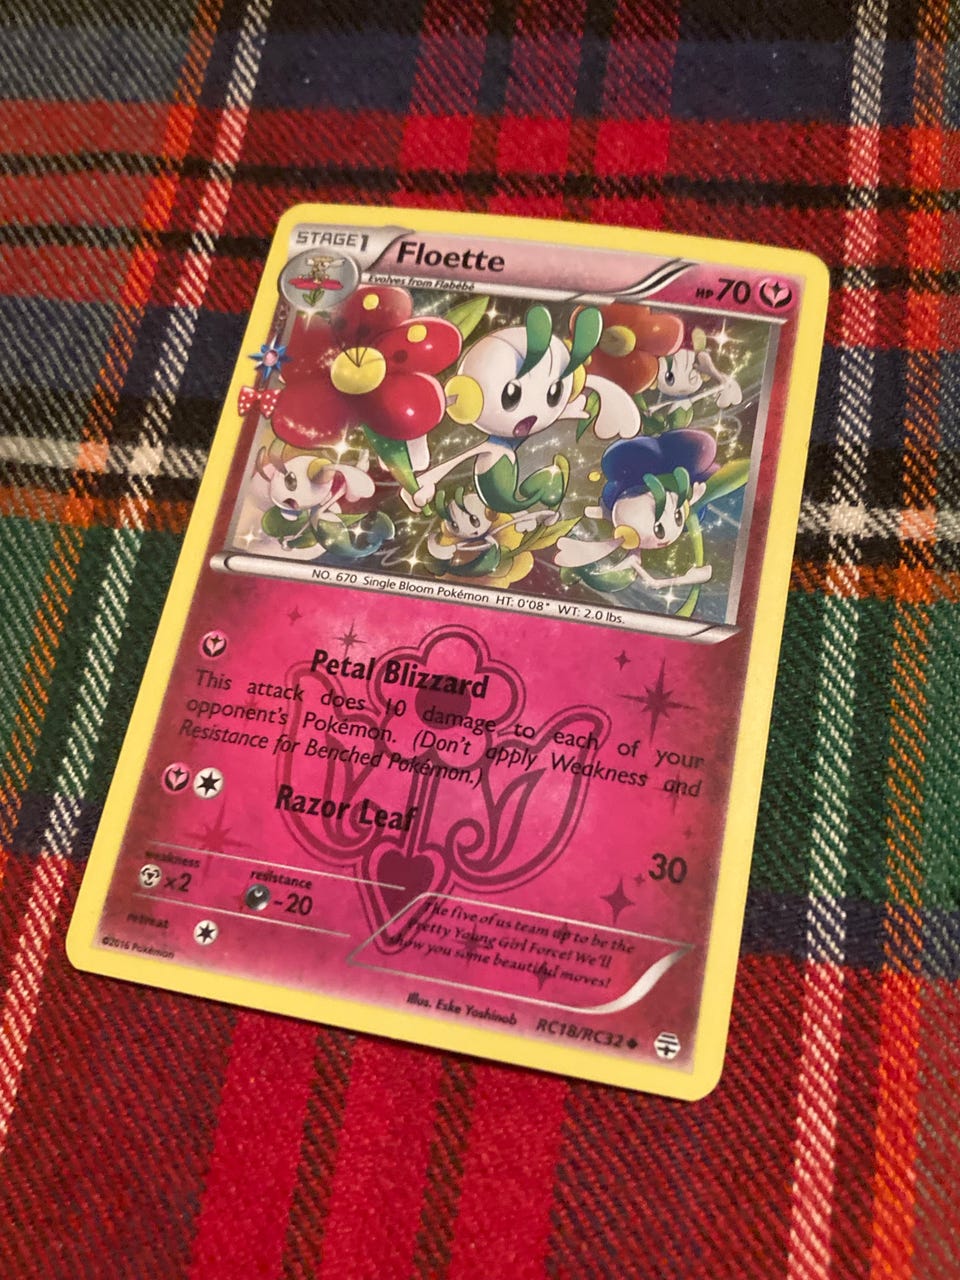 STAGE1 Floette HP 70
Evolves from Flabébé
NO. 670 Single Bloom Pokémon HT: 0'08" WT: 2.0 lbs.
Petal Blizzard
This attack does 10 damage to each of your
opponent's Pokémon. (Don't apply Weakness and
Resistance for Benched Pokémon.)
Razor Leaf 30
weakness
×2
resistance
-20
retreat
The five of us team up to be the
Pretty Young Girl Force! We'll
show you some beautiful moves!
©2016 Pokémon
Illus. Eske Yoshinob RC18/RC32